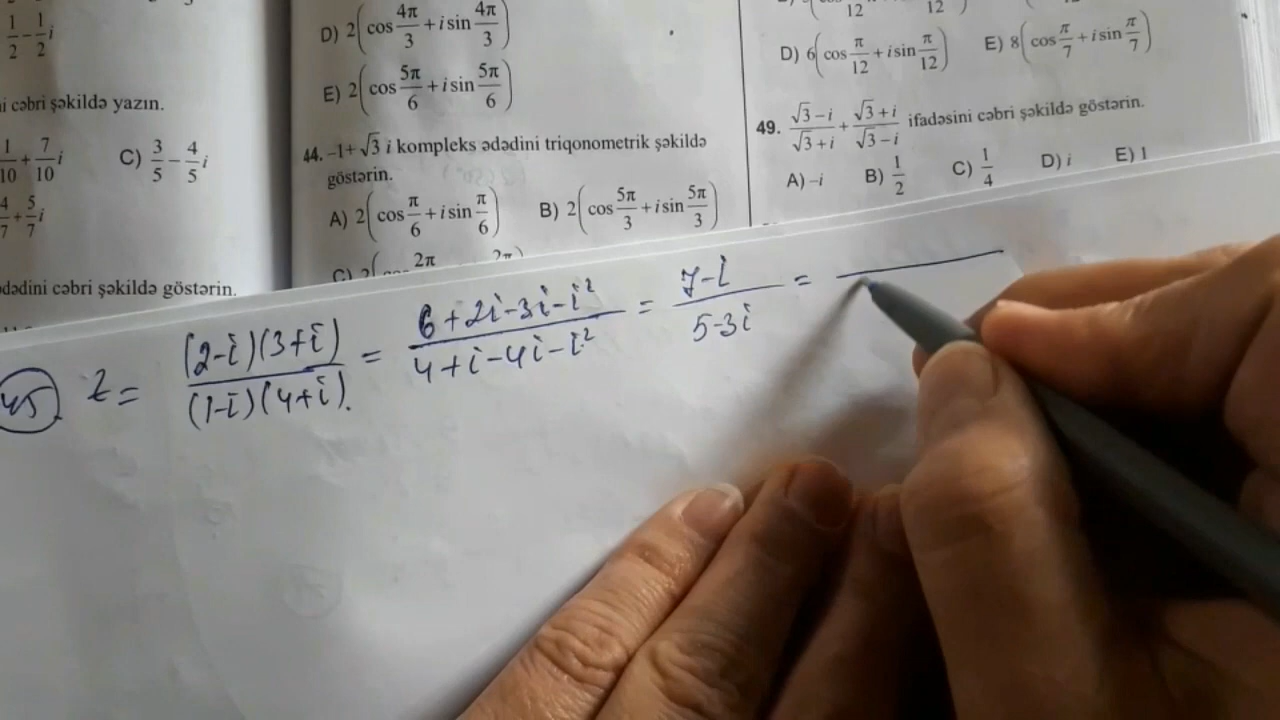 1/2 − 1/2 i
i cəbri şəkildə yazın.
1/10 + 7/10 i C) 3/5 − 4/5 i
4/7 + 5/7 i
ədədini cəbri şəkildə göstərin.
D) 2(cos 4π/3 + i sin 4π/3)
E) 2(cos 5π/6 + i sin 5π/6)
44. −1+ √3 i kompleks ədədini triqonometrik şəkildə
göstərin.
A) 2(cos π/6 + i sin π/6) B) 2(cos 5π/3 + i sin 5π/3)
C) 2( 2π
12 12
D) 6(cos π/12 + i sin π/12) E) 8(cos π/7 + i sin π/7)
49. (√3 − i)/(√3 + i) + (√3 + i)/(√3 − i) ifadəsini cəbri şəkildə göstərin.
A) −i B) 1/2 C) 1/4 D) i E) 1
45. z = (2-i)(3+i)/(1-i)(4+i). = (6+2i-3i-i²)/(4+i-4i-i²) = (7-i)/(5-3i) =